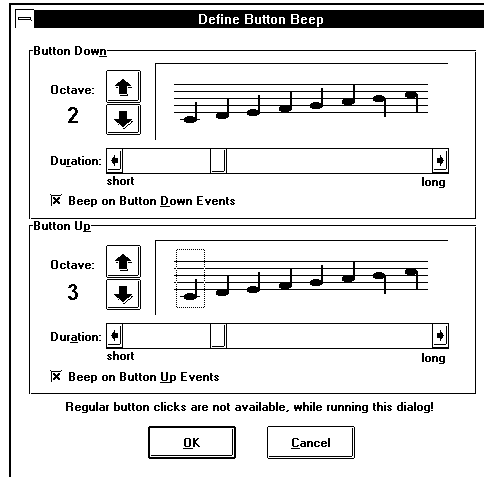 Define Button Beep
Button Down
Octave:
2
Duration:
short long
Beep on Button Down Events
Button Up
Octave:
3
Duration:
short long
Beep on Button Up Events
Regular button clicks are not available, while running this dialog!
OK Cancel